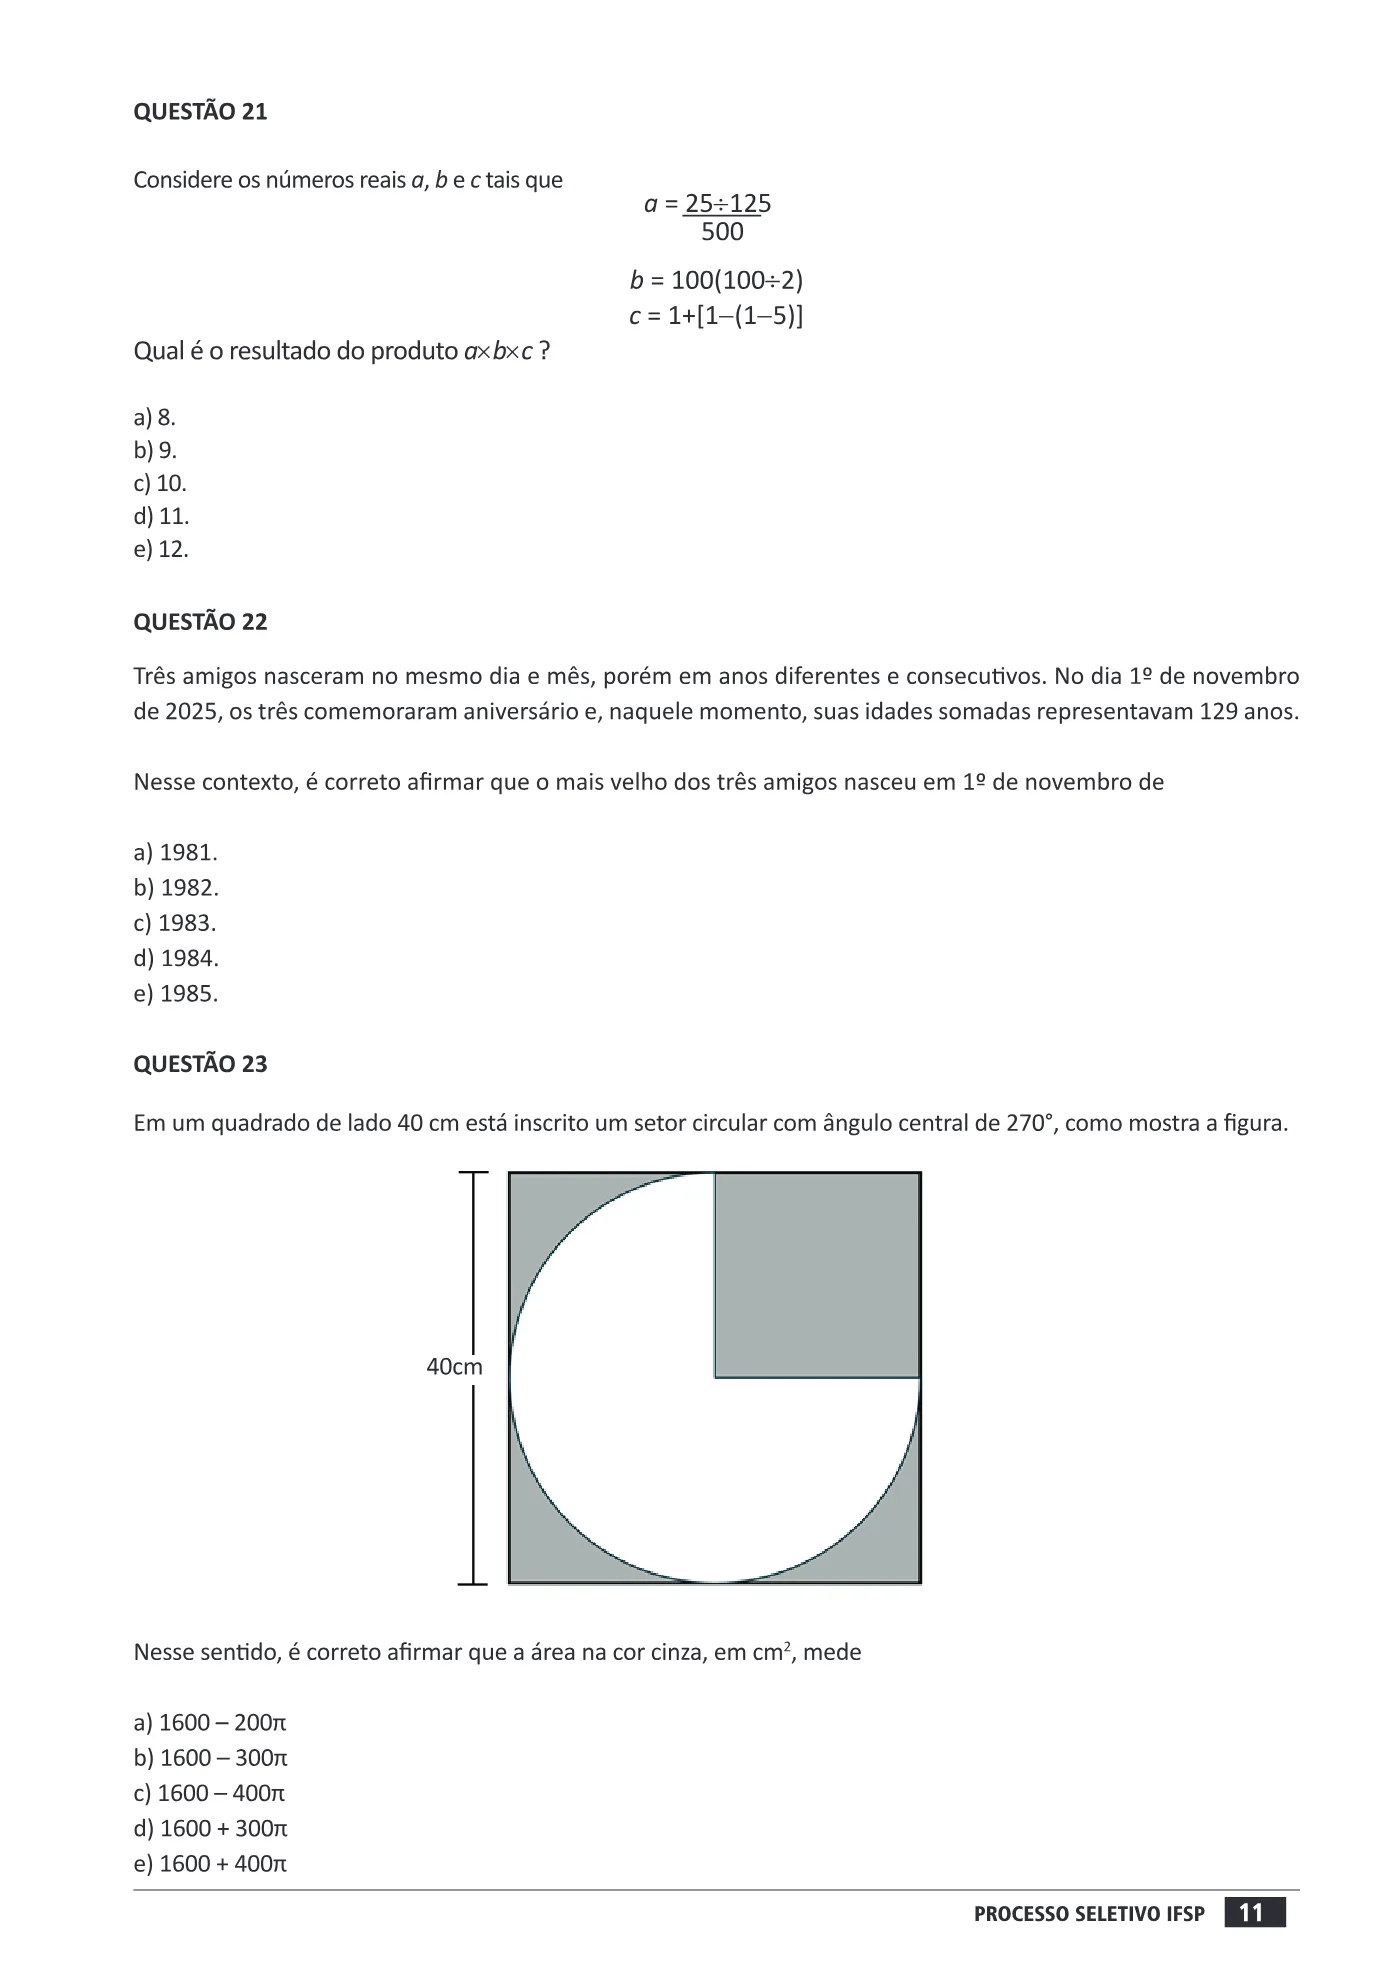 QUESTÃO 21
Considere os números reais a, b e c tais que
a = 25÷125
500
b = 100(100÷2)
c = 1+[1−(1−5)]
Qual é o resultado do produto a×b×c ?
a) 8.
b) 9.
c) 10.
d) 11.
e) 12.
QUESTÃO 22
Três amigos nasceram no mesmo dia e mês, porém em anos diferentes e consecutivos. No dia 1º de novembro
de 2025, os três comemoraram aniversário e, naquele momento, suas idades somadas representavam 129 anos.
Nesse contexto, é correto afirmar que o mais velho dos três amigos nasceu em 1º de novembro de
a) 1981.
b) 1982.
c) 1983.
d) 1984.
e) 1985.
QUESTÃO 23
Em um quadrado de lado 40 cm está inscrito um setor circular com ângulo central de 270°, como mostra a figura.
40cm
Nesse sentido, é correto afirmar que a área na cor cinza, em cm², mede
a) 1600 – 200π
b) 1600 – 300π
c) 1600 – 400π
d) 1600 + 300π
e) 1600 + 400π
PROCESSO SELETIVO IFSP 11